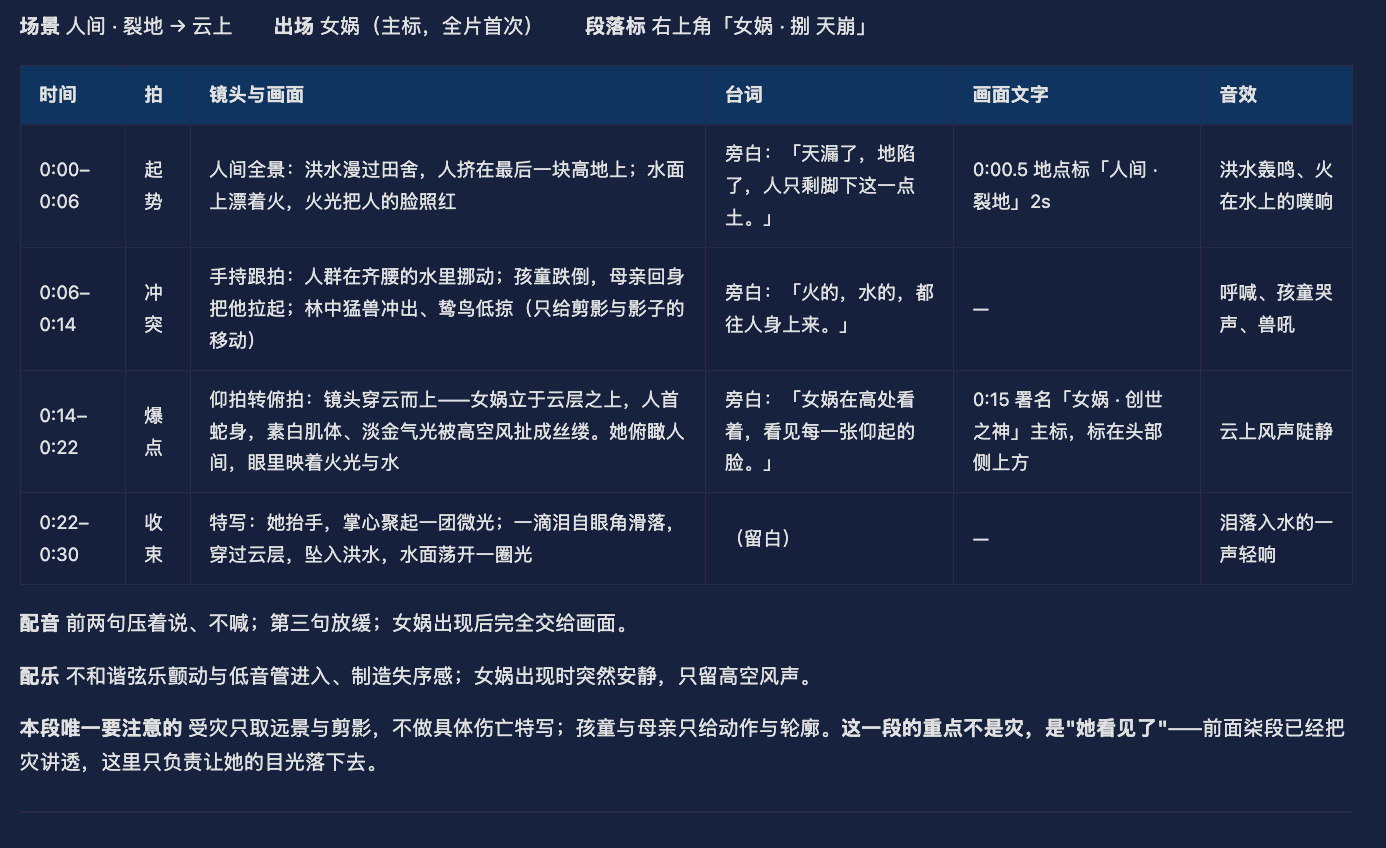 场景 人间 · 裂地 → 云上 出场 女娲（主标，全片首次） 段落标 右上角「女娲 · 捌 天崩」
时间 拍 镜头与画面 台词 画面文字 音效
0:00–
0:06
起
势
人间全景：洪水漫过田舍，人挤在最后一块高地上；水面
上漂着火，火光把人的脸照红
旁白：「天漏了，地陷
了，人只剩脚下这一点
土。」
0:00.5 地点标「人间 ·
裂地」2s
洪水轰鸣、火
在水上的噗响
0:06–
0:14
冲
突
手持跟拍：人群在齐腰的水里挪动；孩童跌倒，母亲回身
把他拉起；林中猛兽冲出、鸷鸟低掠（只给剪影与影子的
移动）
旁白：「火的，水的，都
往人身上来。」
—
呼喊、孩童哭
声、兽吼
0:14–
0:22
爆
点
仰拍转俯拍：镜头穿云而上——女娲立于云层之上，人首
蛇身，素白肌体、淡金气光被高空风扯成丝缕。她俯瞰人
间，眼里映着火光与水
旁白：「女娲在高处看
着，看见每一张仰起的
脸。」
0:15 署名「女娲 · 创世
之神」主标，标在头部
侧上方
云上风声陡静
0:22–
0:30
收
束
特写：她抬手，掌心聚起一团微光；一滴泪自眼角滑落，
穿过云层，坠入洪水，水面荡开一圈光
（留白）
—
泪落入水的一
声轻响
配音 前两句压着说、不喊；第三句放缓；女娲出现后完全交给画面。
配乐 不和谐弦乐颤动与低音管进入、制造失序感；女娲出现时突然安静，只留高空风声。
本段唯一要注意的 受灾只取远景与剪影，不做具体伤亡特写；孩童与母亲只给动作与轮廓。这一段的重点不是灾，是"她看见了"——前面柒段已经把
灾讲透，这里只负责让她的目光落下去。